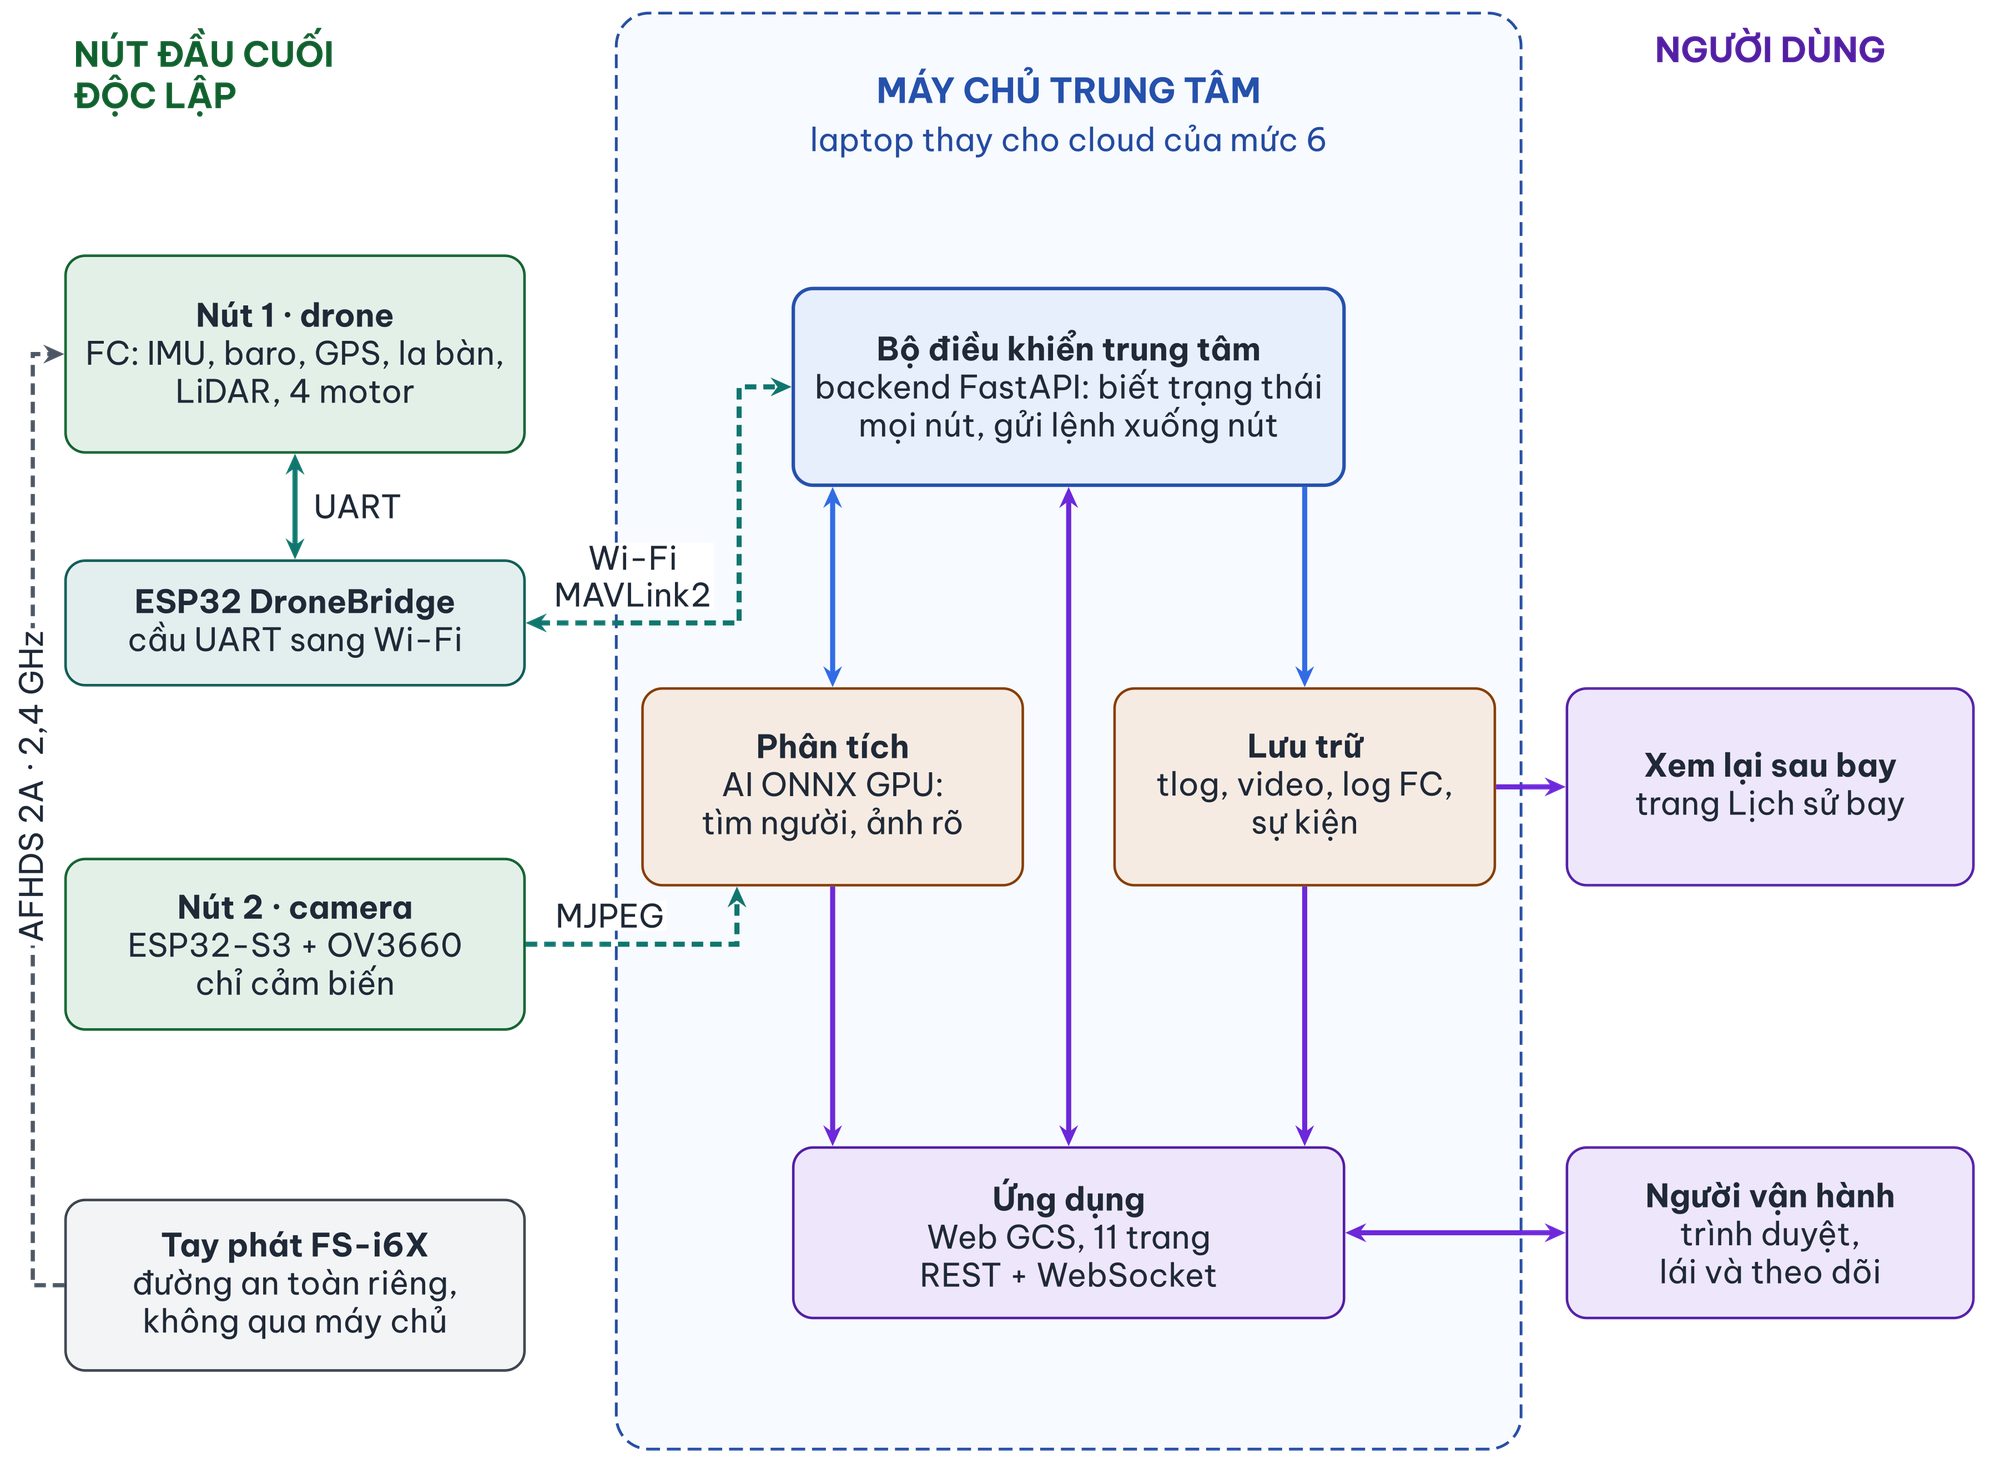 NÚT ĐẦU CUỐI
ĐỘC LẬP
MÁY CHỦ TRUNG TÂM
laptop thay cho cloud của mức 6
NGƯỜI DÙNG
Nút 1 · drone
FC: IMU, baro, GPS, la bàn,
LiDAR, 4 motor
UART
ESP32 DroneBridge
cầu UART sang Wi-Fi
Wi-Fi
MAVLink2
AFHDS 2A · 2,4 GHz
Nút 2 · camera
ESP32-S3 + OV3660
chỉ cảm biến
MJPEG
Tay phát FS-i6X
đường an toàn riêng,
không qua máy chủ
Bộ điều khiển trung tâm
backend FastAPI: biết trạng thái
mọi nút, gửi lệnh xuống nút
Phân tích
AI ONNX GPU:
tìm người, ảnh rõ
Lưu trữ
tlog, video, log FC,
sự kiện
Ứng dụng
Web GCS, 11 trang
REST + WebSocket
Xem lại sau bay
trang Lịch sử bay
Người vận hành
trình duyệt,
lái và theo dõi